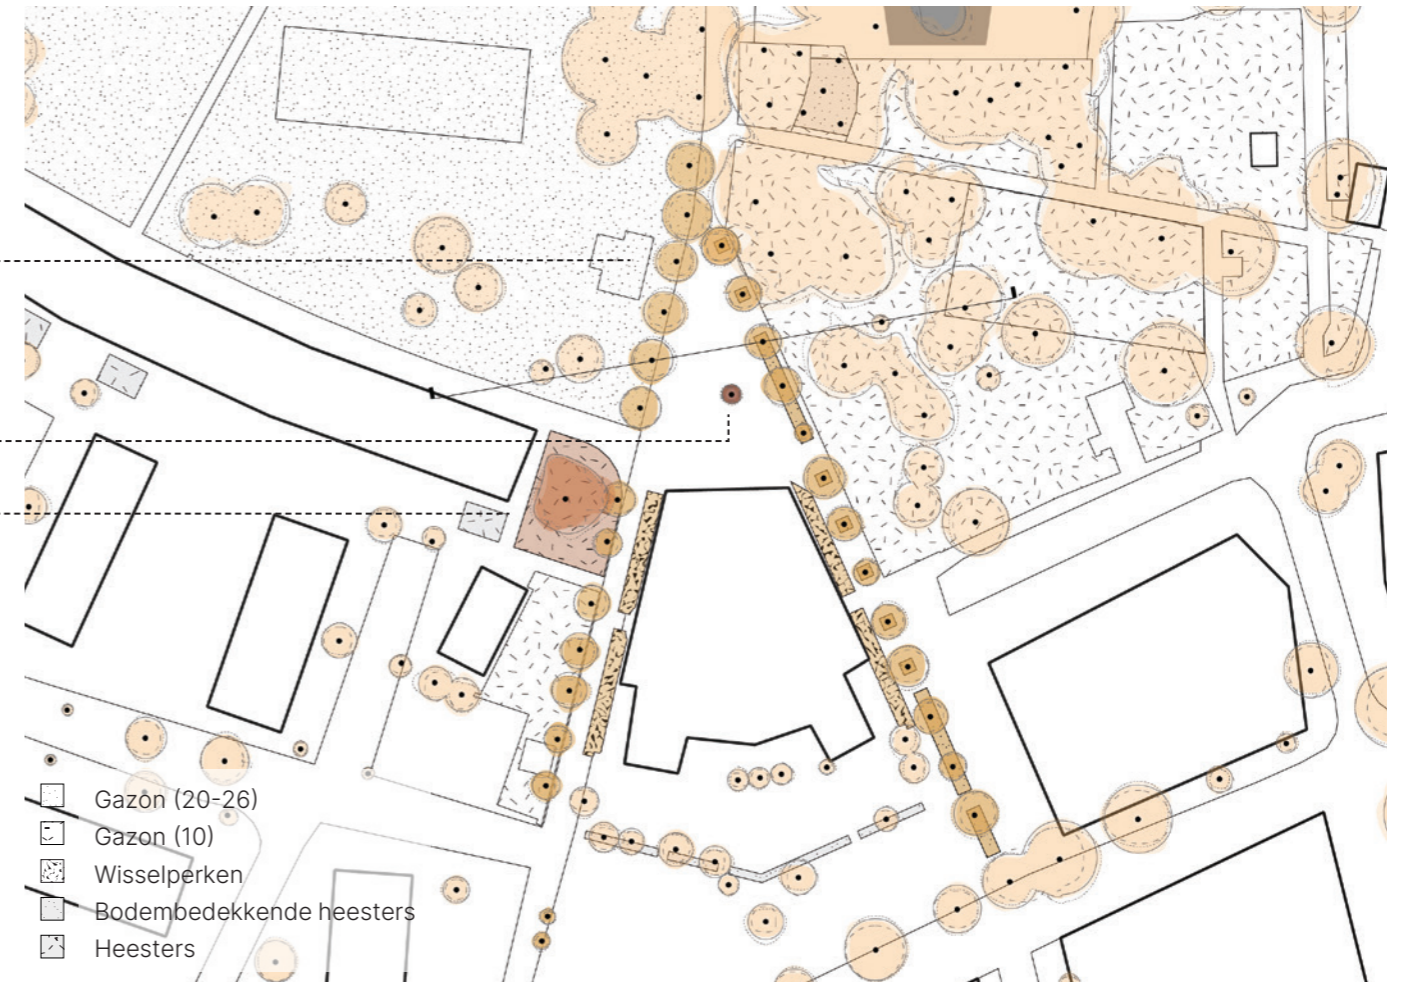 Gazon (20-26)
Gazon (10)
Wisselperken
Bodembedekkende heesters
Heesters